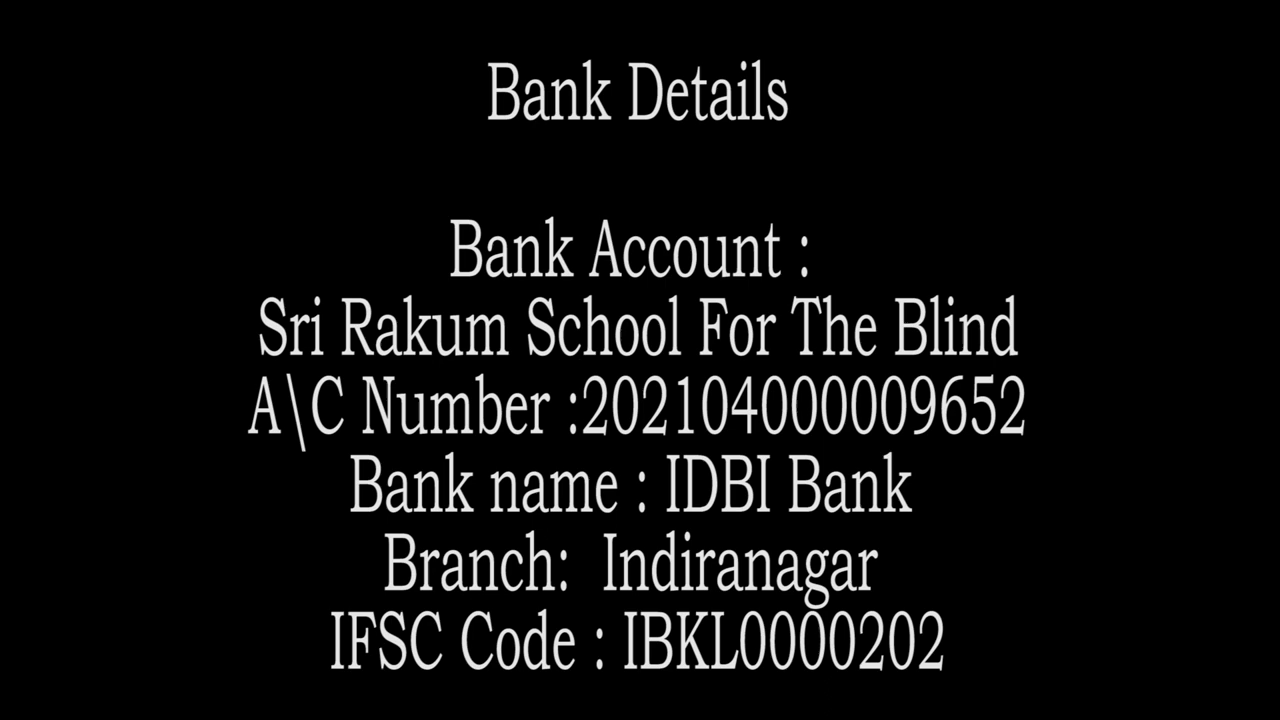 Bank Details
Bank Account :
Sri Rakum School For The Blind
A\C Number :202104000009652
Bank name : IDBI Bank
Branch:  Indiranagar
IFSC Code : IBKL0000202